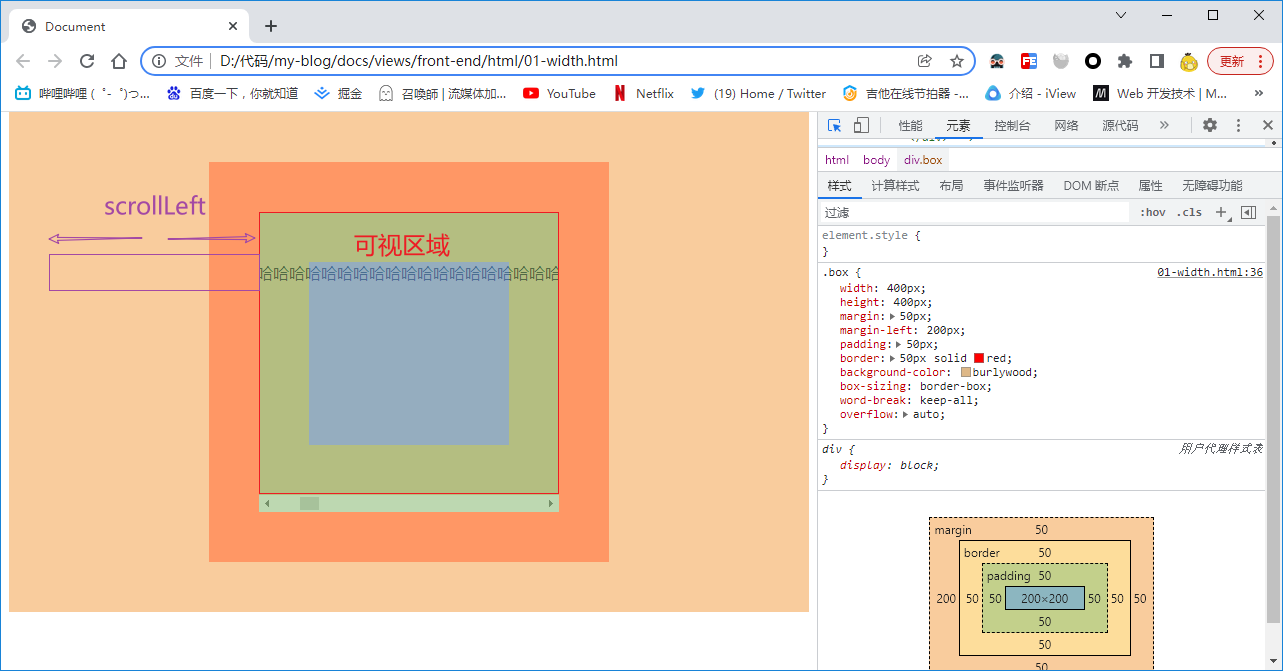 Document
文件 D:/代码/my-blog/docs/views/front-end/html/01-width.html
更新
哔哩哔哩 (゜-゜)つ...
百度一下，你就知道
掘金
召唤師 | 流媒体加...
YouTube
Netflix
(19) Home / Twitter
吉他在线节拍器 -...
介绍 - iView
Web 开发技术 | M...
»
scrollLeft
可视区域
哈哈哈哈哈哈哈哈哈哈哈哈哈哈哈哈哈哈哈
性能 元素 控制台 网络 源代码 »
html body div.box
样式 计算样式 布局 事件监听器 DOM 断点 属性 无障碍功能
过滤 :hov .cls
element.style {
}
.box { 01-width.html:36
width: 400px;
height: 400px;
margin: 50px;
margin-left: 200px;
padding: 50px;
border: 50px solid red;
background-color: burlywood;
box-sizing: border-box;
word-break: keep-all;
overflow: auto;
}
div { 用户代理样式表
display: block;
}
margin 50
border 50
padding 50
200 50 50 200×200 50 50 50
50
50
50